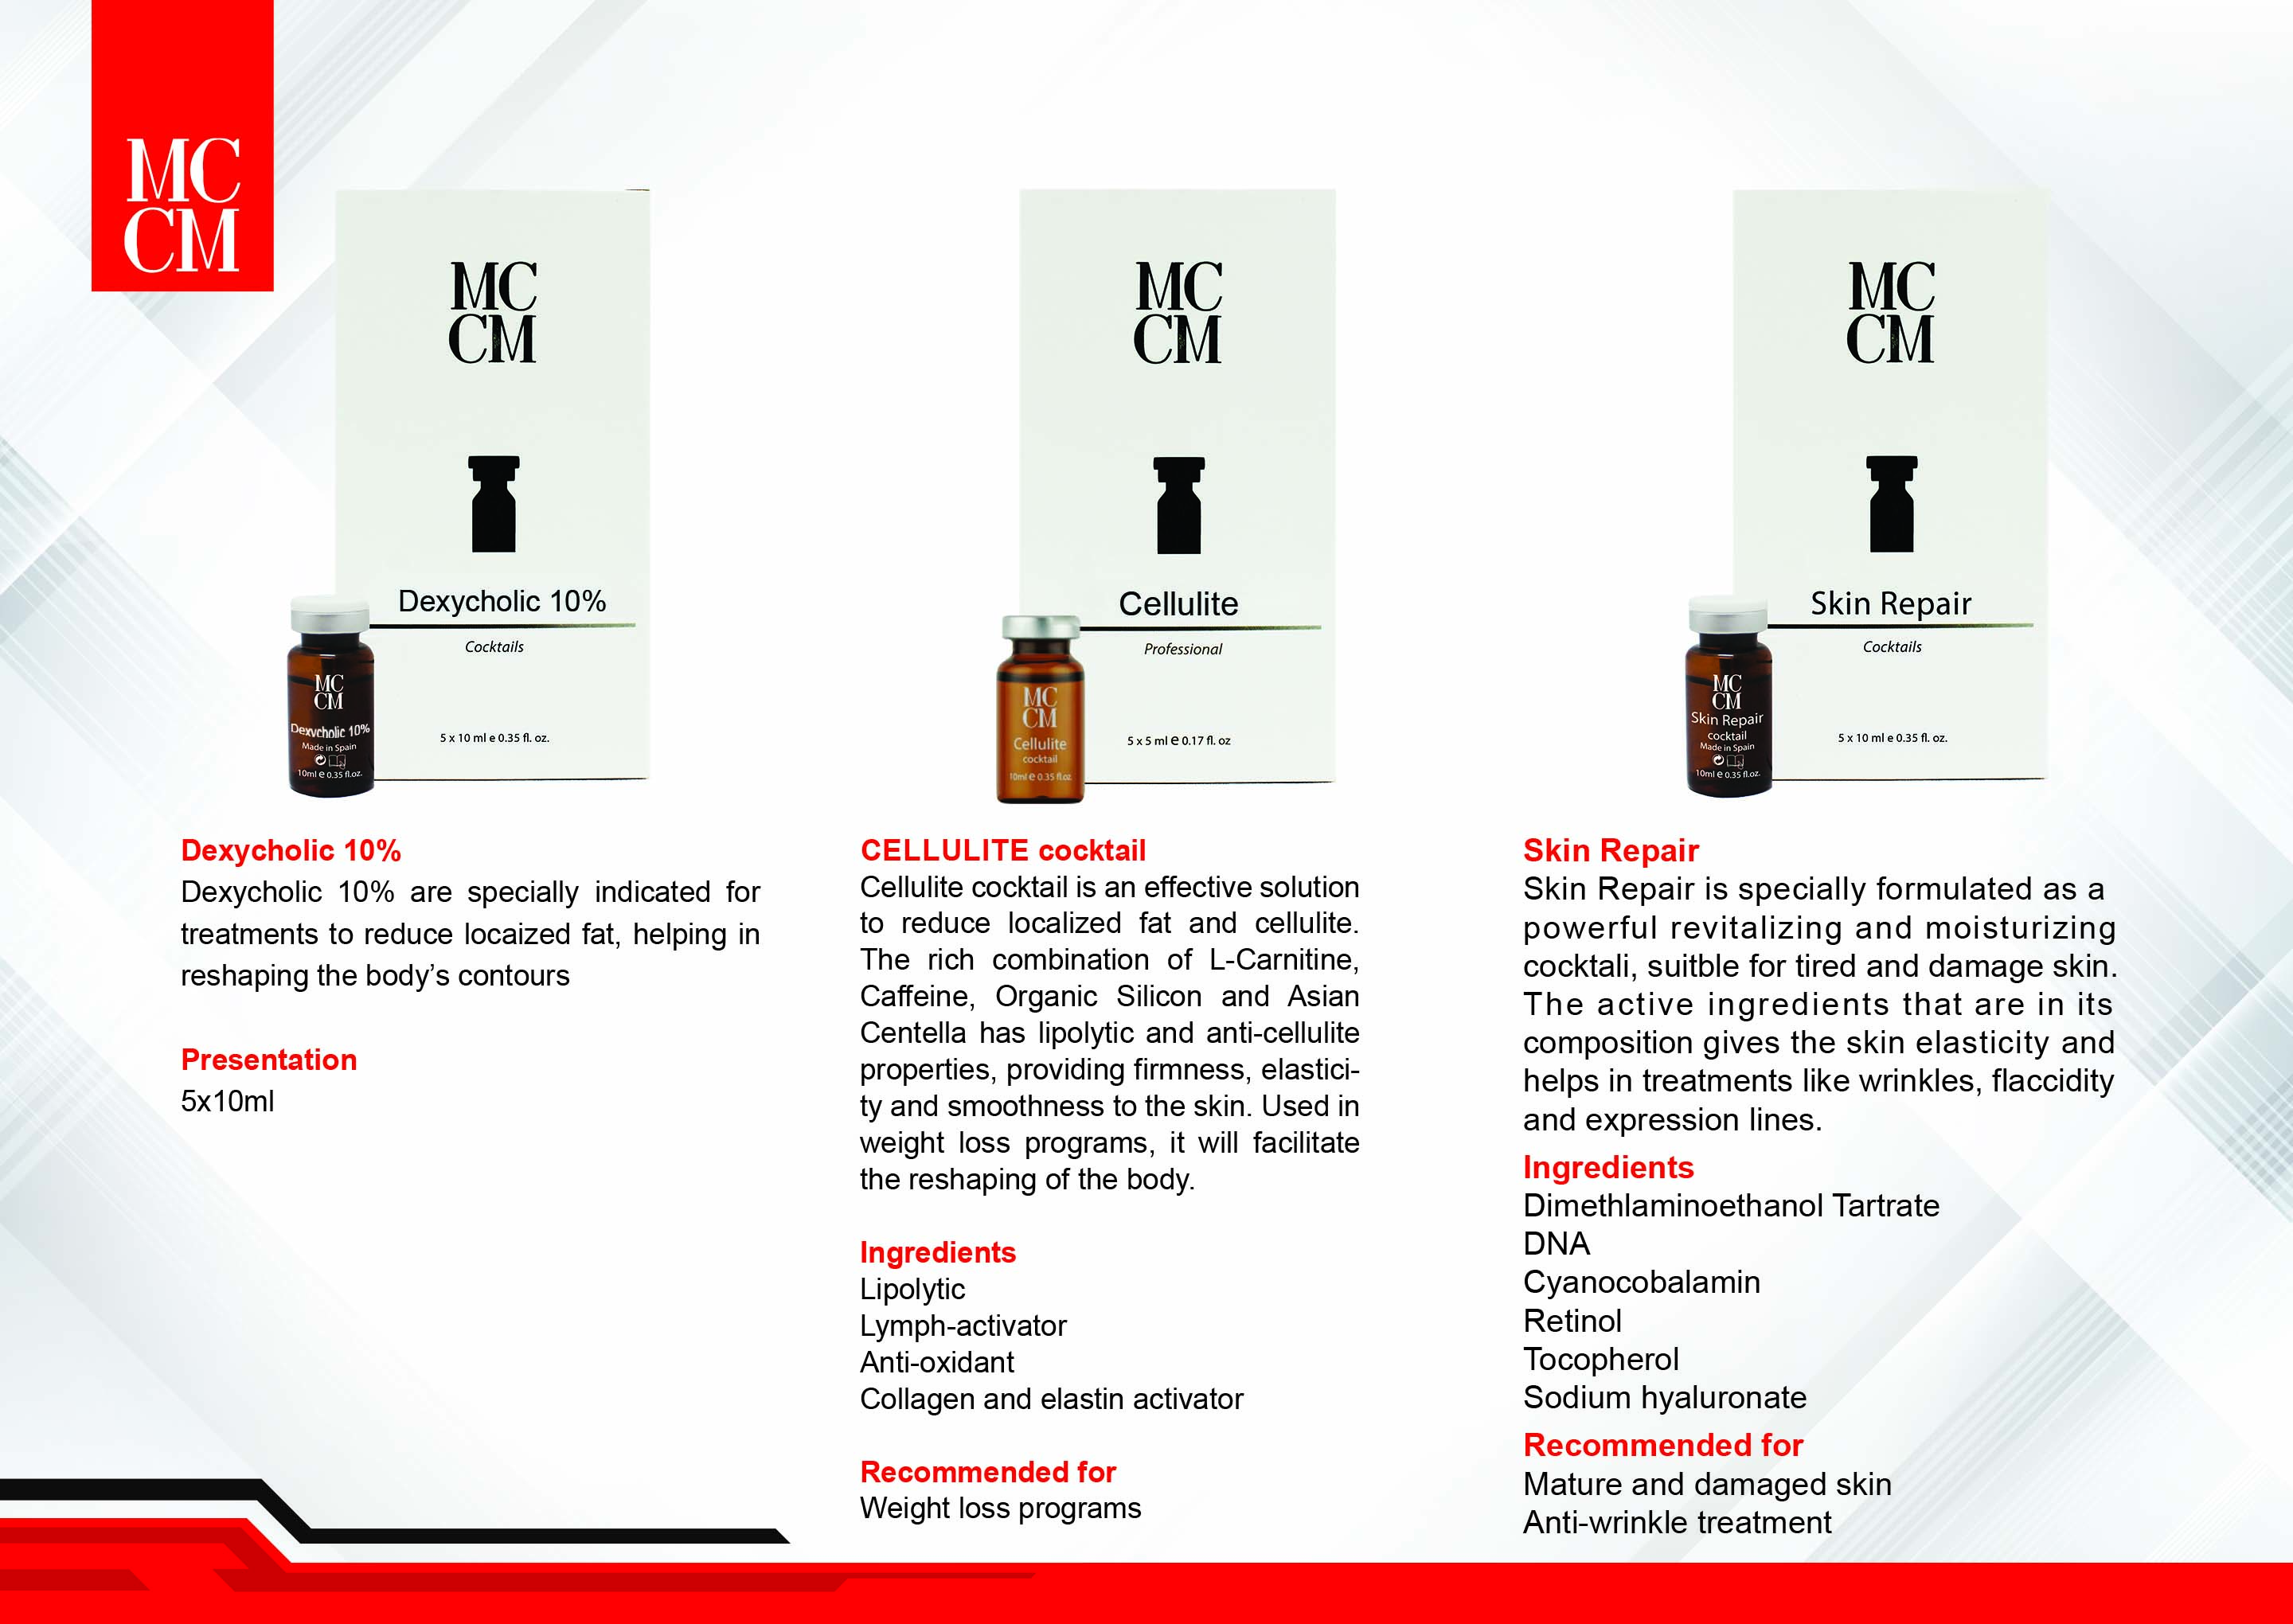 MC
CM
MC
CM
Dexycholic 10%
Cocktails
5 x 10 ml e 0.35 fl. oz.
MC
CM
Dexycholic 10%
Made in Spain
10ml e 0.35 fl.oz.
MC
CM
Cellulite
Professional
5 x 5 ml e 0.17 fl. oz
MC
CM
Cellulite
cocktail
10ml e 0.35 fl.oz
MC
CM
Skin Repair
Cocktails
5 x 10 ml e 0.35 fl. oz.
MC
CM
Skin Repair
cocktail
Made in Spain
10ml e 0.35 fl.oz.
Dexycholic 10%
Dexycholic 10% are specially indicated for
treatments to reduce locaized fat, helping in
reshaping the body’s contours
Presentation
5x10ml
CELLULITE cocktail
Cellulite cocktail is an effective solution
to reduce localized fat and cellulite.
The rich combination of L-Carnitine,
Caffeine, Organic Silicon and Asian
Centella has lipolytic and anti-cellulite
properties, providing firmness, elastici-
ty and smoothness to the skin. Used in
weight loss programs, it will facilitate
the reshaping of the body.
Ingredients
Lipolytic
Lymph-activator
Anti-oxidant
Collagen and elastin activator
Recommended for
Weight loss programs
Skin Repair
Skin Repair is specially formulated as a
powerful revitalizing and moisturizing
cocktali, suitble for tired and damage skin.
The active ingredients that are in its
composition gives the skin elasticity and
helps in treatments like wrinkles, flaccidity
and expression lines.
Ingredients
Dimethlaminoethanol Tartrate
DNA
Cyanocobalamin
Retinol
Tocopherol
Sodium hyaluronate
Recommended for
Mature and damaged skin
Anti-wrinkle treatment